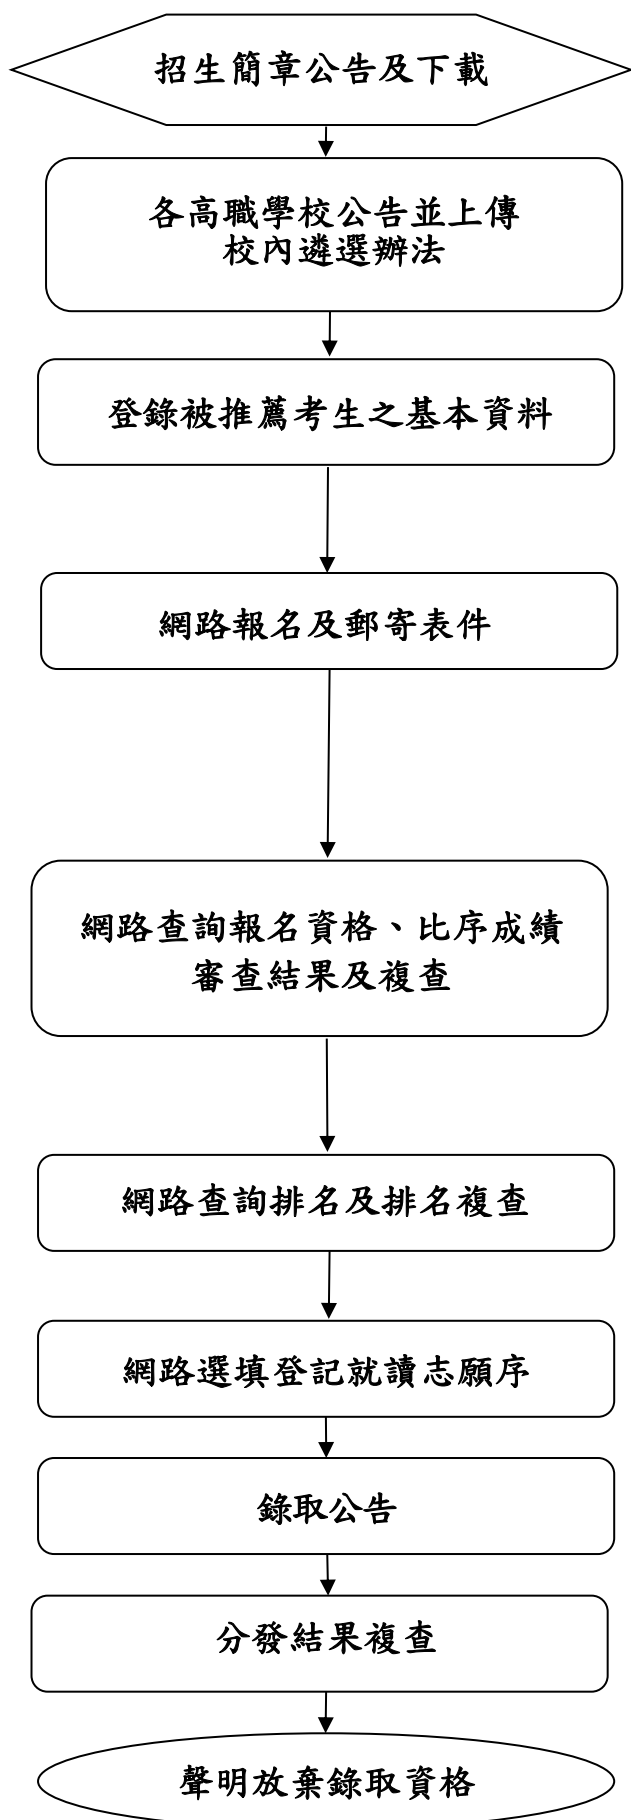 招生簡章公告及下載
各高職學校公告並上傳
校內遴選辦法
登錄被推薦考生之基本資料
網路報名及郵寄表件
網路查詢報名資格、比序成績
審查結果及複查
網路查詢排名及排名複查
網路選填登記就讀志願序
錄取公告
分發結果複查
聲明放棄錄取資格